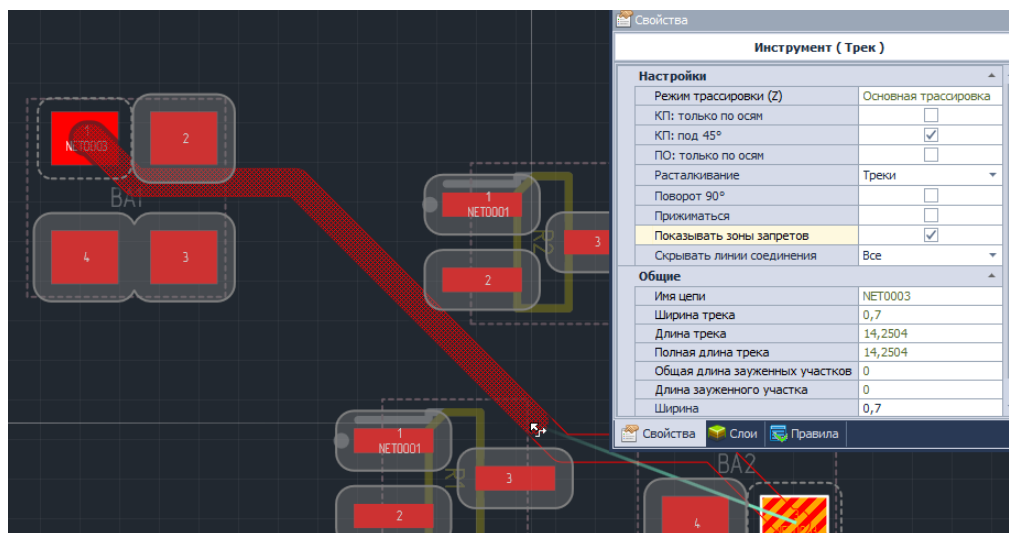 Свойства
Инструмент ( Трек )
Настройки
Режим трассировки (Z) Основная трассировка
КП: только по осям
КП: под 45°
ПО: только по осям
Расталкивание Треки
Поворот 90°
Прижиматься
Показывать зоны запретов
Скрывать линии соединения Все
Общие
Имя цепи NET0003
Ширина трека 0,7
Длина трека 14,2504
Полная длина трека 14,2504
Общая длина зауженных участков 0
Длина зауженного участка 0
Ширина 0,7
Свойства Слои Правила
1
NET0003
2
BA1
4
3
1
NET0001
R2
3
2
1
NET0001
R1
3
2
BA2
4